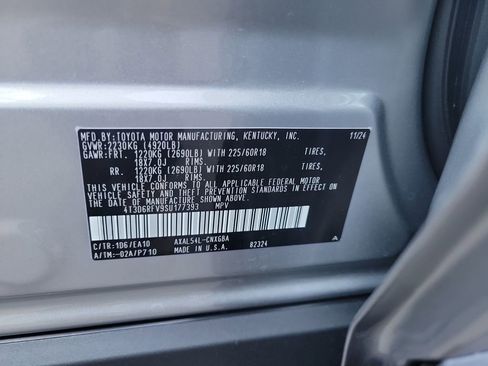 MFD.BY:TOYOTA MOTOR MANUFACTURING, KENTUCKY, INC. 11/24
GVWR:2230KG (4920LB)
GAWR:FRT. 1220KG (2690LB) WITH 225/60R18 TIRES,
18X7.0J RIMS.
RR. 1220KG (2690LB) WITH 225/60R18 TIRES,
18X7.0J RIMS.
THIS VEHICLE CONFORMS TO ALL APPLICABLE FEDERAL MOTOR
VEHICLE SAFETY AND THEFT PREVENTION STANDARDS IN EFFECT
ON THE DATE OF MANUFACTURE SHOWN ABOVE.
4T3D6RFV9SU177393 MPV
C/TR:1D6/EA10 AXAL54L-CNXGBA
A/TM:-02A/P710 MADE IN U.S.A. 82324 A